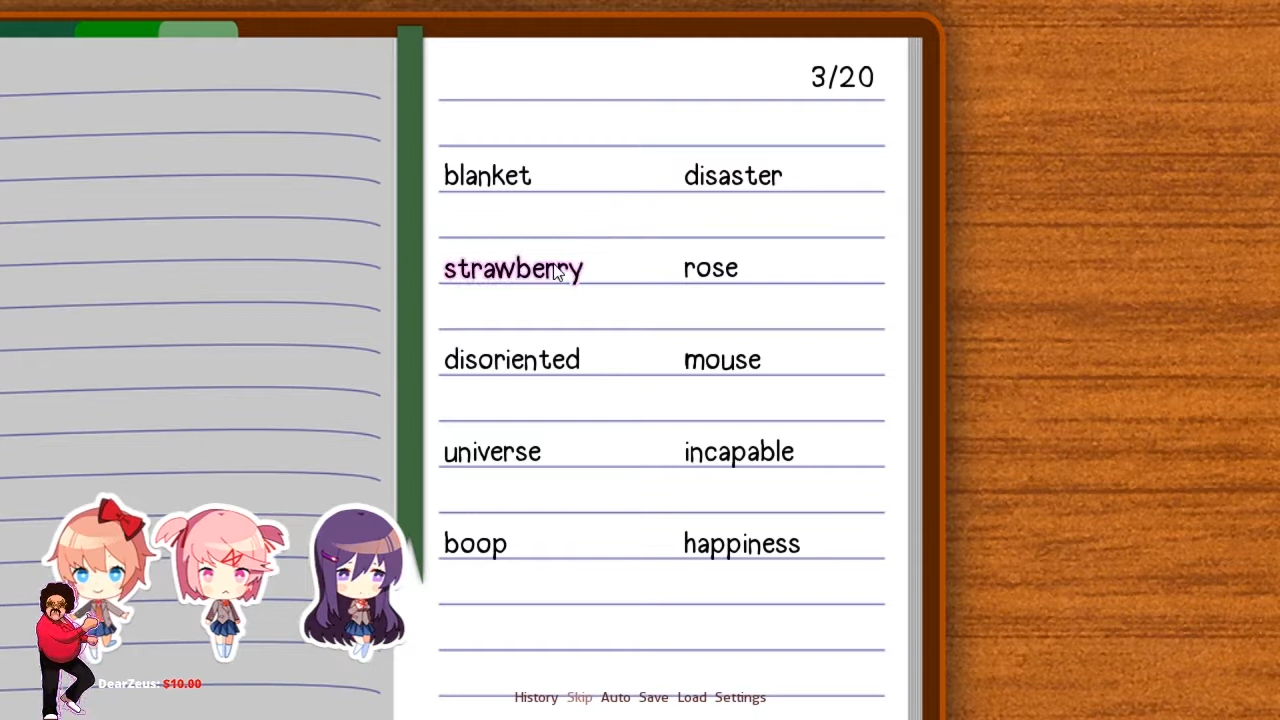 3/20
blanket disaster
strawberry rose
disoriented mouse
universe incapable
boop happiness
DearZeus: $10.00
History Skip Auto Save Load Settings